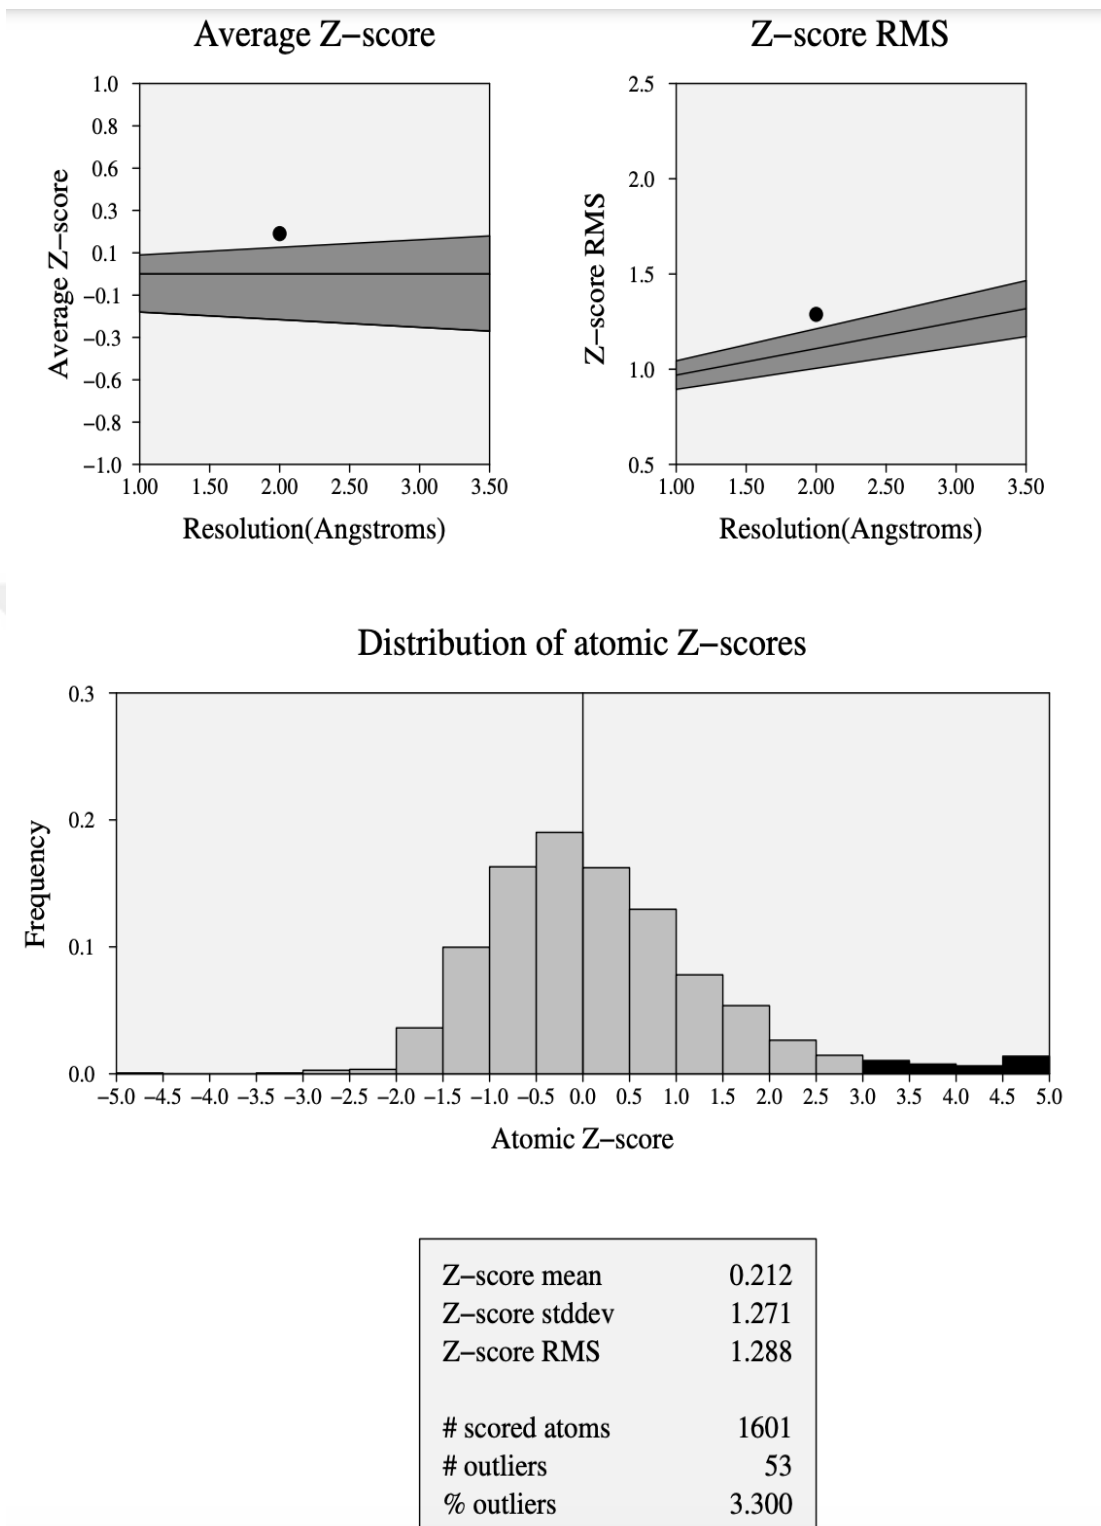 Average Z−score
Z−score RMS
1.0
0.8
0.6
0.3
0.1
−0.1
−0.3
−0.6
−0.8
−1.0
Average Z−score
1.00 1.50 2.00 2.50 3.00 3.50
Resolution(Angstroms)
2.5
2.0
1.5
1.0
0.5
Z−score RMS
1.00 1.50 2.00 2.50 3.00 3.50
Resolution(Angstroms)
Distribution of atomic Z−scores
0.3
0.2
0.1
0.0
Frequency
−5.0 −4.5 −4.0 −3.5 −3.0 −2.5 −2.0 −1.5 −1.0 −0.5 0.0 0.5 1.0 1.5 2.0 2.5 3.0 3.5 4.0 4.5 5.0
Atomic Z−score
Z−score mean 0.212
Z−score stddev 1.271
Z−score RMS 1.288
# scored atoms 1601
# outliers 53
% outliers 3.300